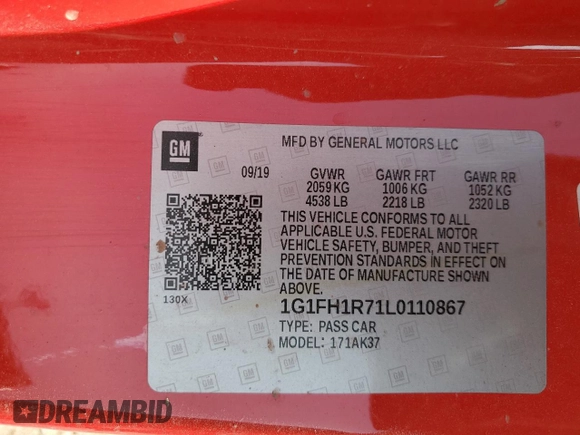 GM
MFD BY GENERAL MOTORS LLC
09/19
GVWR GAWR FRT GAWR RR
2059 KG 1006 KG 1052 KG
4538 LB 2218 LB 2320 LB
THIS VEHICLE CONFORMS TO ALL
APPLICABLE U.S. FEDERAL MOTOR
VEHICLE SAFETY, BUMPER, AND THEFT
PREVENTION STANDARDS IN EFFECT ON
THE DATE OF MANUFACTURE SHOWN
ABOVE.
130X
1G1FH1R71L0110867
TYPE: PASS CAR
MODEL: 171AK37
DREAMBID